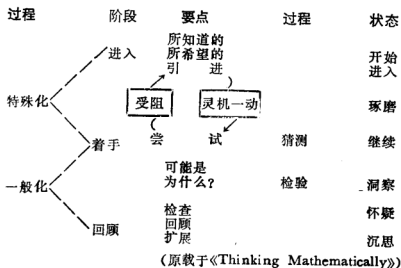 过程 阶段 要点 过程 状态
所知道的
进入 所希望的 开始
引 进 进入
特殊化 受阻 灵机一动 琢磨
着手 尝 试 猜测 继续
可能是
一般化 为什么? 检验 洞察
检查 怀疑
回顾 回顾
扩展 沉思
(原载于《Thinking Mathematically》)